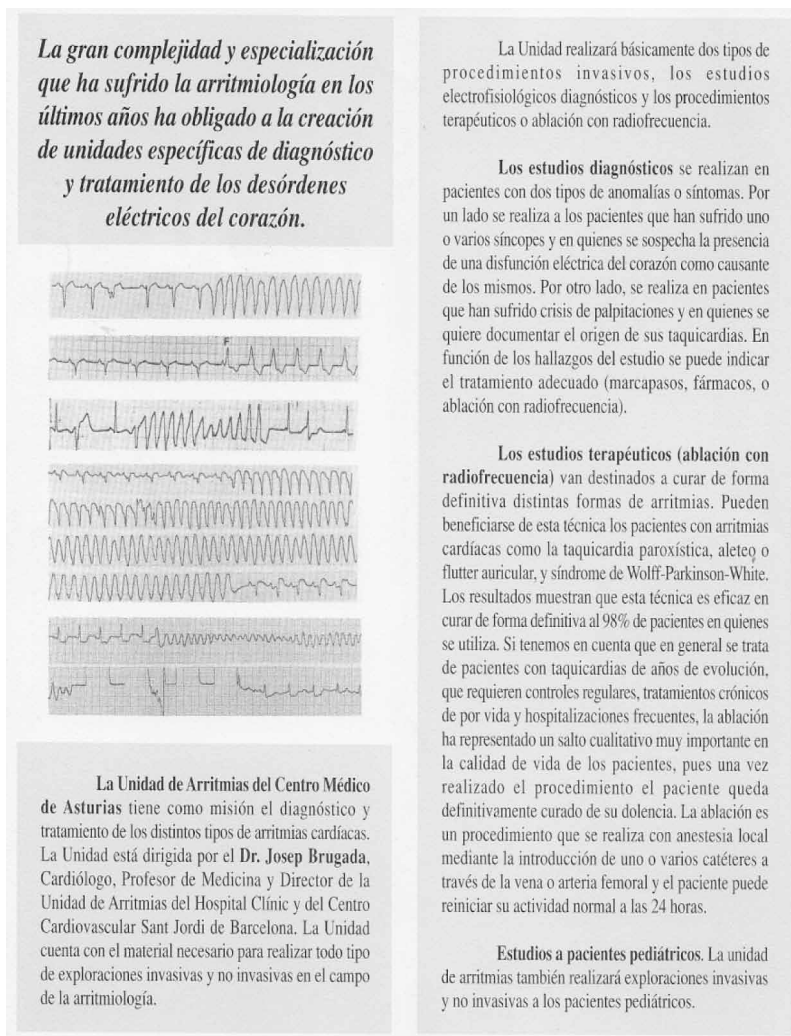 La gran complejidad y especialización
que ha sufrido la arritmiología en los
últimos años ha obligado a la creación
de unidades específicas de diagnóstico
y tratamiento de los desórdenes
eléctricos del corazón.
F
La Unidad de Arritmias del Centro Médico
de Asturias tiene como misión el diagnóstico y
tratamiento de los distintos tipos de arritmias cardíacas.
La Unidad está dirigida por el Dr. Josep Brugada,
Cardiólogo, Profesor de Medicina y Director de la
Unidad de Arritmias del Hospital Clínic y del Centro
Cardiovascular Sant Jordi de Barcelona. La Unidad
cuenta con el material necesario para realizar todo tipo
de exploraciones invasivas y no invasivas en el campo
de la arritmiología.
La Unidad realizará básicamente dos tipos de
procedimientos invasivos, los estudios
electrofisiológicos diagnósticos y los procedimientos
terapéuticos o ablación con radiofrecuencia.
Los estudios diagnósticos se realizan en
pacientes con dos tipos de anomalías o síntomas. Por
un lado se realiza a los pacientes que han sufrido uno
o varios síncopes y en quienes se sospecha la presencia
de una disfunción eléctrica del corazón como causante
de los mismos. Por otro lado, se realiza en pacientes
que han sufrido crisis de palpitaciones y en quienes se
quiere documentar el origen de sus taquicardias. En
función de los hallazgos del estudio se puede indicar
el tratamiento adecuado (marcapasos, fármacos, o
ablación con radiofrecuencia).
Los estudios terapéuticos (ablación con
radiofrecuencia) van destinados a curar de forma
definitiva distintas formas de arritmias. Pueden
beneficiarse de esta técnica los pacientes con arritmias
cardíacas como la taquicardia paroxística, aleteo o
flutter auricular, y síndrome de Wolff-Parkinson-White.
Los resultados muestran que esta técnica es eficaz en
curar de forma definitiva al 98% de pacientes en quienes
se utiliza. Si tenemos en cuenta que en general se trata
de pacientes con taquicardias de años de evolución,
que requieren controles regulares, tratamientos crónicos
de por vida y hospitalizaciones frecuentes, la ablación
ha representado un salto cualitativo muy importante en
la calidad de vida de los pacientes, pues una vez
realizado el procedimiento el paciente queda
definitivamente curado de su dolencia. La ablación es
un procedimiento que se realiza con anestesia local
mediante la introducción de uno o varios catéteres a
través de la vena o arteria femoral y el paciente puede
reiniciar su actividad normal a las 24 horas.
Estudios a pacientes pediátricos. La unidad
de arritmias también realizará exploraciones invasivas
y no invasivas a los pacientes pediátricos.